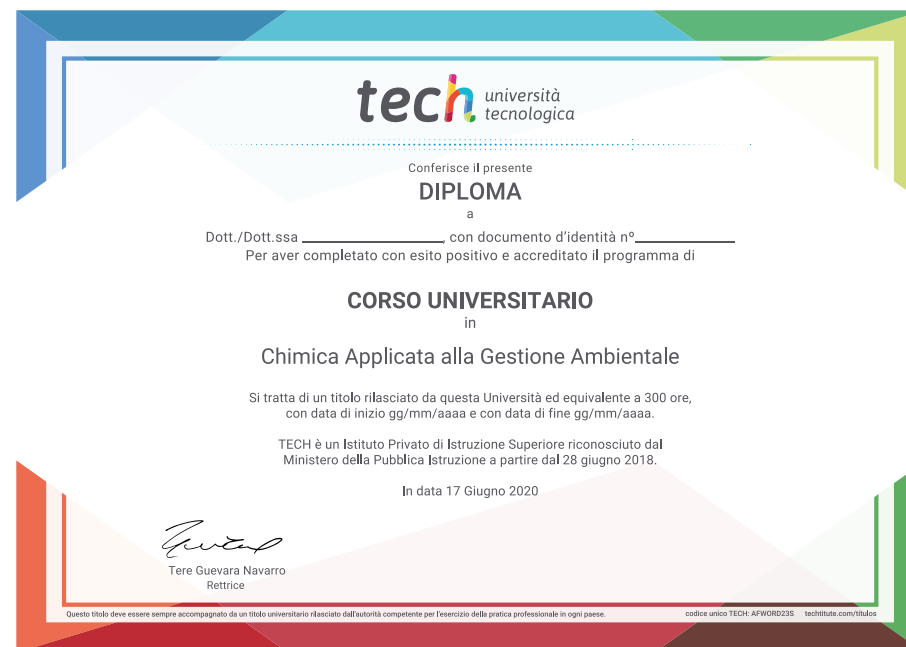 tech università
tecnologica
Conferisce il presente
DIPLOMA
a
Dott./Dott.ssa ____________________, con documento d'identità nº______________
Per aver completato con esito positivo e accreditato il programma di
CORSO UNIVERSITARIO
in
Chimica Applicata alla Gestione Ambientale
Si tratta di un titolo rilasciato da questa Università ed equivalente a 300 ore,
con data di inizio gg/mm/aaaa e con data di fine gg/mm/aaaa.
TECH è un Istituto Privato di Istruzione Superiore riconosciuto dal
Ministero della Pubblica Istruzione a partire dal 28 giugno 2018.
In data 17 Giugno 2020
Tere Guevara Navarro
Rettrice
Questo titolo deve essere sempre accompagnato da un titolo universitario rilasciato dall'autorità competente per l'esercizio della pratica professionale in ogni paese. codice unico TECH: AFWORD23S techtitute.com/titulos